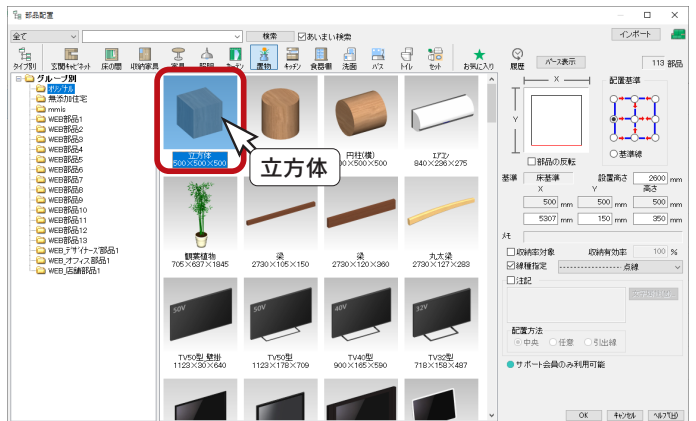 部品配置
全て
検索
あいまい検索
インポート
タイプ別
玄関キャビネット
床の間
収納家具
家具
照明
カーテン
置物
キッチン
食器棚
洗面
バス
トイレ
セット
お気に入り
履歴
パース表示
113 部品
グループ別
オリジナル
無添加住宅
mmis
WEB部品1
WEB部品2
WEB部品3
WEB部品4
WEB部品5
WEB部品6
WEB部品7
WEB部品8
WEB部品9
WEB部品10
WEB部品11
WEB部品12
WEB部品13
WEB_デザイナーズ部品1
WEB_オフィス部品1
WEB_店舗部品1
立方体
500×500×500
立方体
円柱(横)
500×500×500
エアコン
840×236×275
観葉植物
705×637×1845
梁
2730×105×150
梁
2730×120×360
丸太梁
2730×127×283
50V
TV50型_壁掛
1123×30×640
50V
TV50型
1123×178×709
40V
TV40型
900×165×590
32V
TV32型
718×158×487
X
Y
部品の反転
配置基準
基準線
基準
床基準
設置高さ
2600 mm
X
Y
高さ
500 mm
500 mm
500 mm
5307 mm
150 mm
350 mm
メモ
収納率対象
収納有効率
100 %
線種指定
点線
注記
配置方法
中央
任意
引出線
サポート会員のみ利用可能
OK
キャンセル
ヘルプ(H)